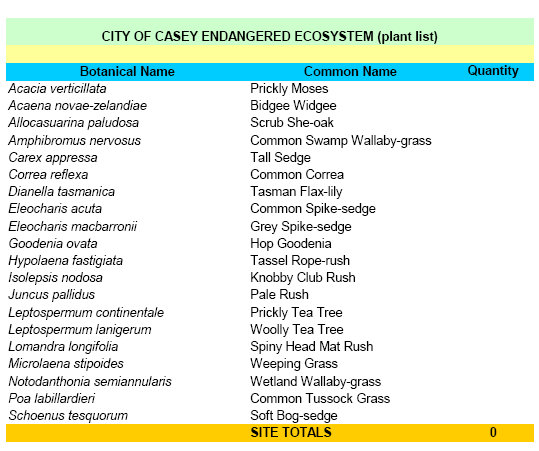 CITY OF CASEY ENDANGERED ECOSYSTEM (plant list)
Botanical Name Common Name Quantity
Acacia verticillata Prickly Moses
Acaena novae-zelandiae Bidgee Widgee
Allocasuarina paludosa Scrub She-oak
Amphibromus nervosus Common Swamp Wallaby-grass
Carex appressa Tall Sedge
Correa reflexa Common Correa
Dianella tasmanica Tasman Flax-lily
Eleocharis acuta Common Spike-sedge
Eleocharis macbarronii Grey Spike-sedge
Goodenia ovata Hop Goodenia
Hypolaena fastigiata Tassel Rope-rush
Isolepsis nodosa Knobby Club Rush
Juncus pallidus Pale Rush
Leptospermum continentale Prickly Tea Tree
Leptospermum lanigerum Woolly Tea Tree
Lomandra longifolia Spiny Head Mat Rush
Microlaena stipoides Weeping Grass
Notodanthonia semiannularis Wetland Wallaby-grass
Poa labillardieri Common Tussock Grass
Schoenus tesquorum Soft Bog-sedge
SITE TOTALS 0